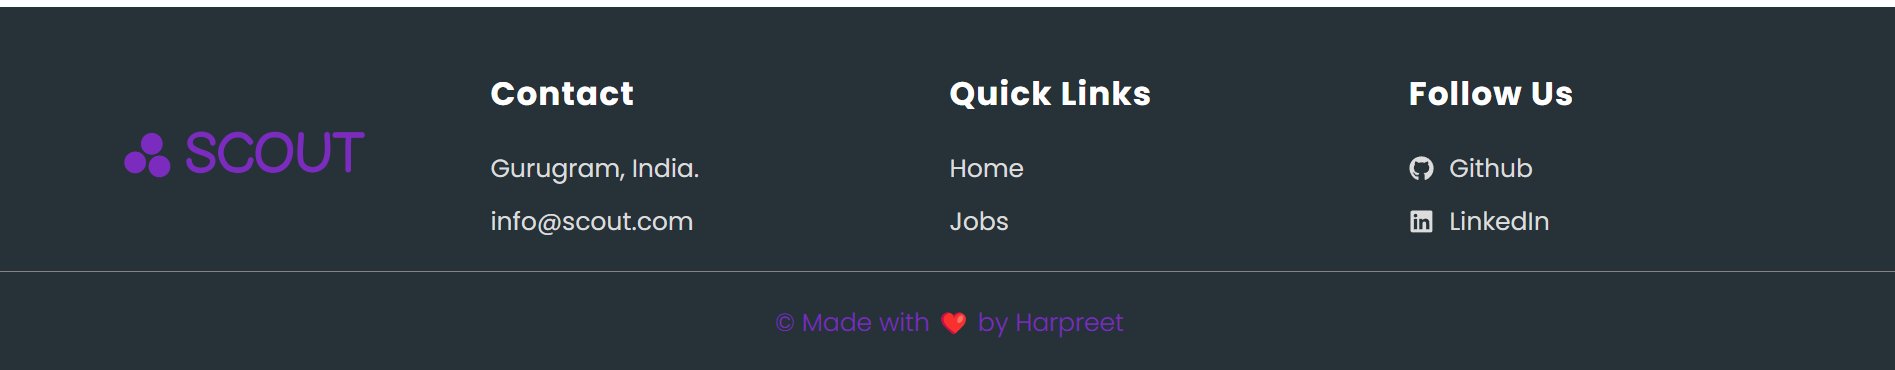 SCOUT
Contact
Gurugram, India.
info@scout.com
Quick Links
Home
Jobs
Follow Us
Github
LinkedIn
© Made with ❤️ by Harpreet